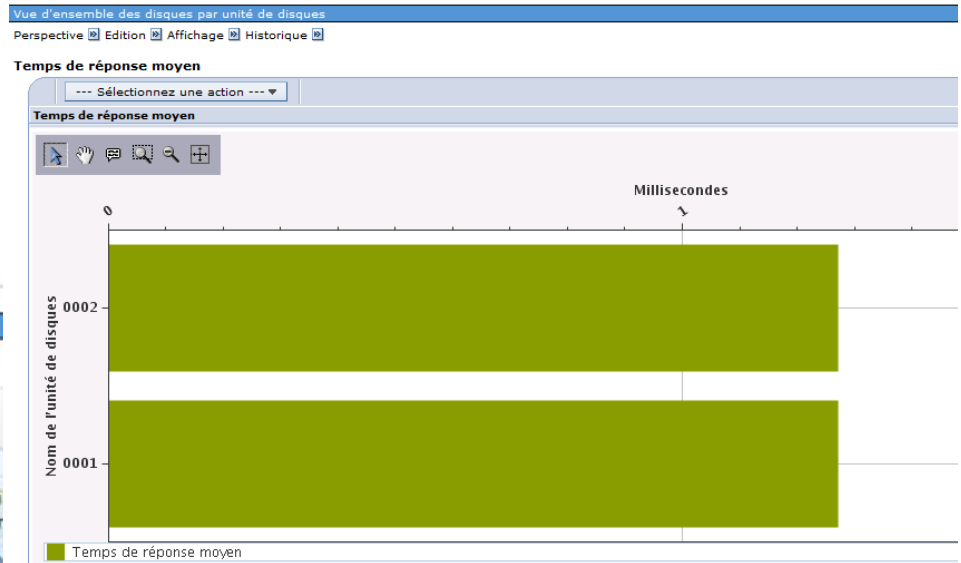 Vue d'ensemble des disques par unité de disques
Perspective Edition Affichage Historique
Temps de réponse moyen
--- Sélectionnez une action ---
Temps de réponse moyen
Millisecondes
0 1
Nom de l'unité de disques
0002
0001
Temps de réponse moyen